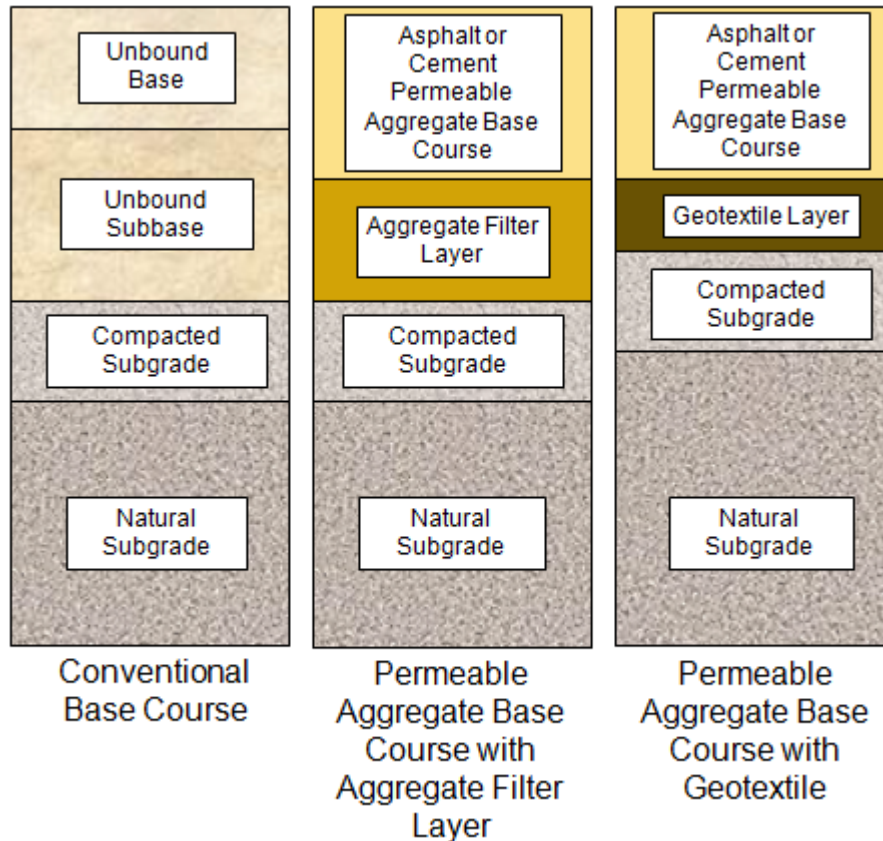 Unbound
Base
Unbound
Subbase
Compacted
Subgrade
Natural
Subgrade
Conventional
Base Course
Asphalt or
Cement
Permeable
Aggregate Base
Course
Aggregate Filter
Layer
Compacted
Subgrade
Natural
Subgrade
Permeable
Aggregate Base
Course with
Aggregate Filter
Layer
Asphalt or
Cement
Permeable
Aggregate Base
Course
Geotextile Layer
Compacted
Subgrade
Natural
Subgrade
Permeable
Aggregate Base
Course with
Geotextile